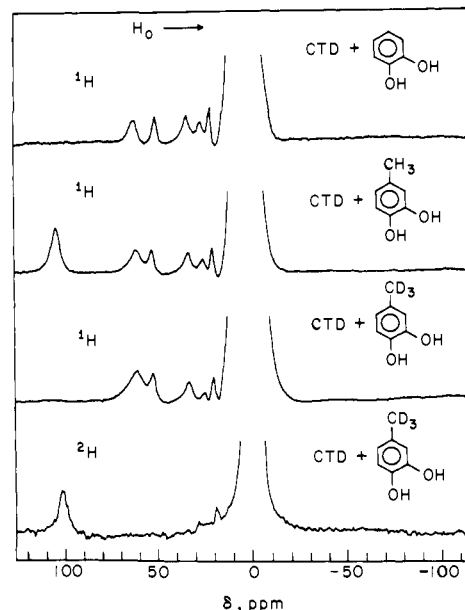 H₀ ⟶
CTD +
OH
OH
¹H
CH₃
CTD +
OH
OH
¹H
CD₃
CTD +
OH
OH
¹H
CD₃
CTD +
OH
OH
²H
100 50 0 -50 -100
δ, ppm